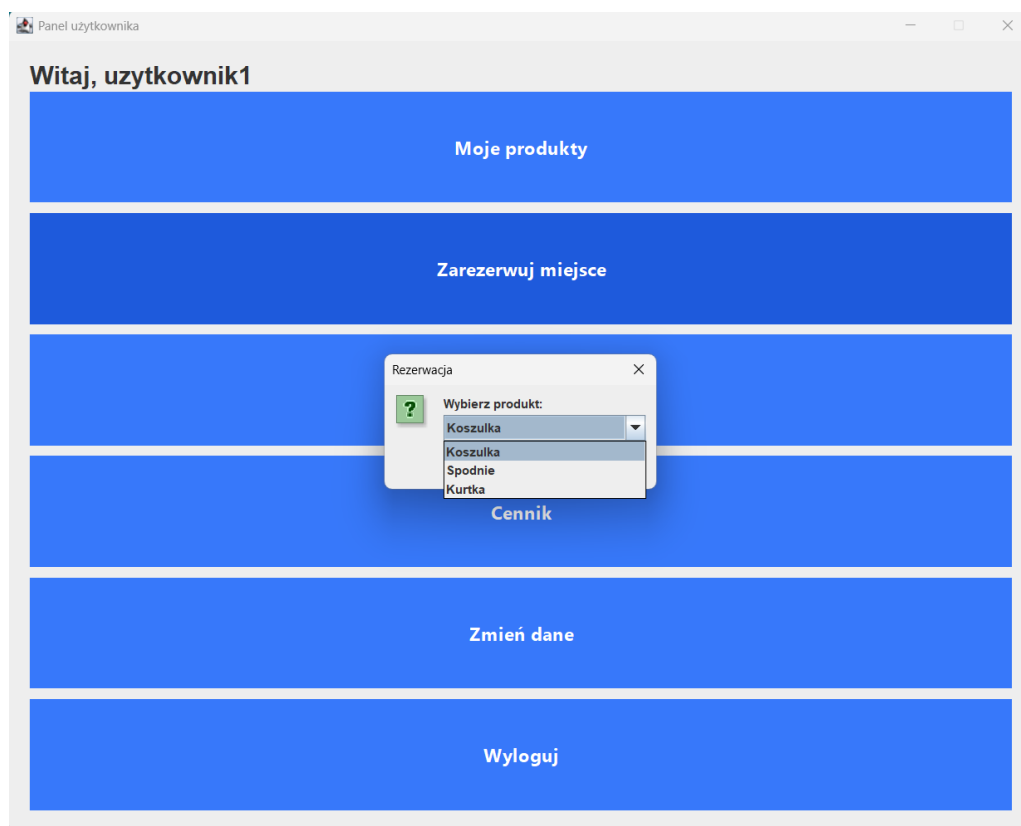 Panel użytkownika
Witaj, uzytkownik1
Moje produkty
Zarezerwuj miejsce
Rezerwacja
?
Wybierz produkt:
Koszulka
Koszulka
Spodnie
Kurtka
Cennik
Zmień dane
Wyloguj